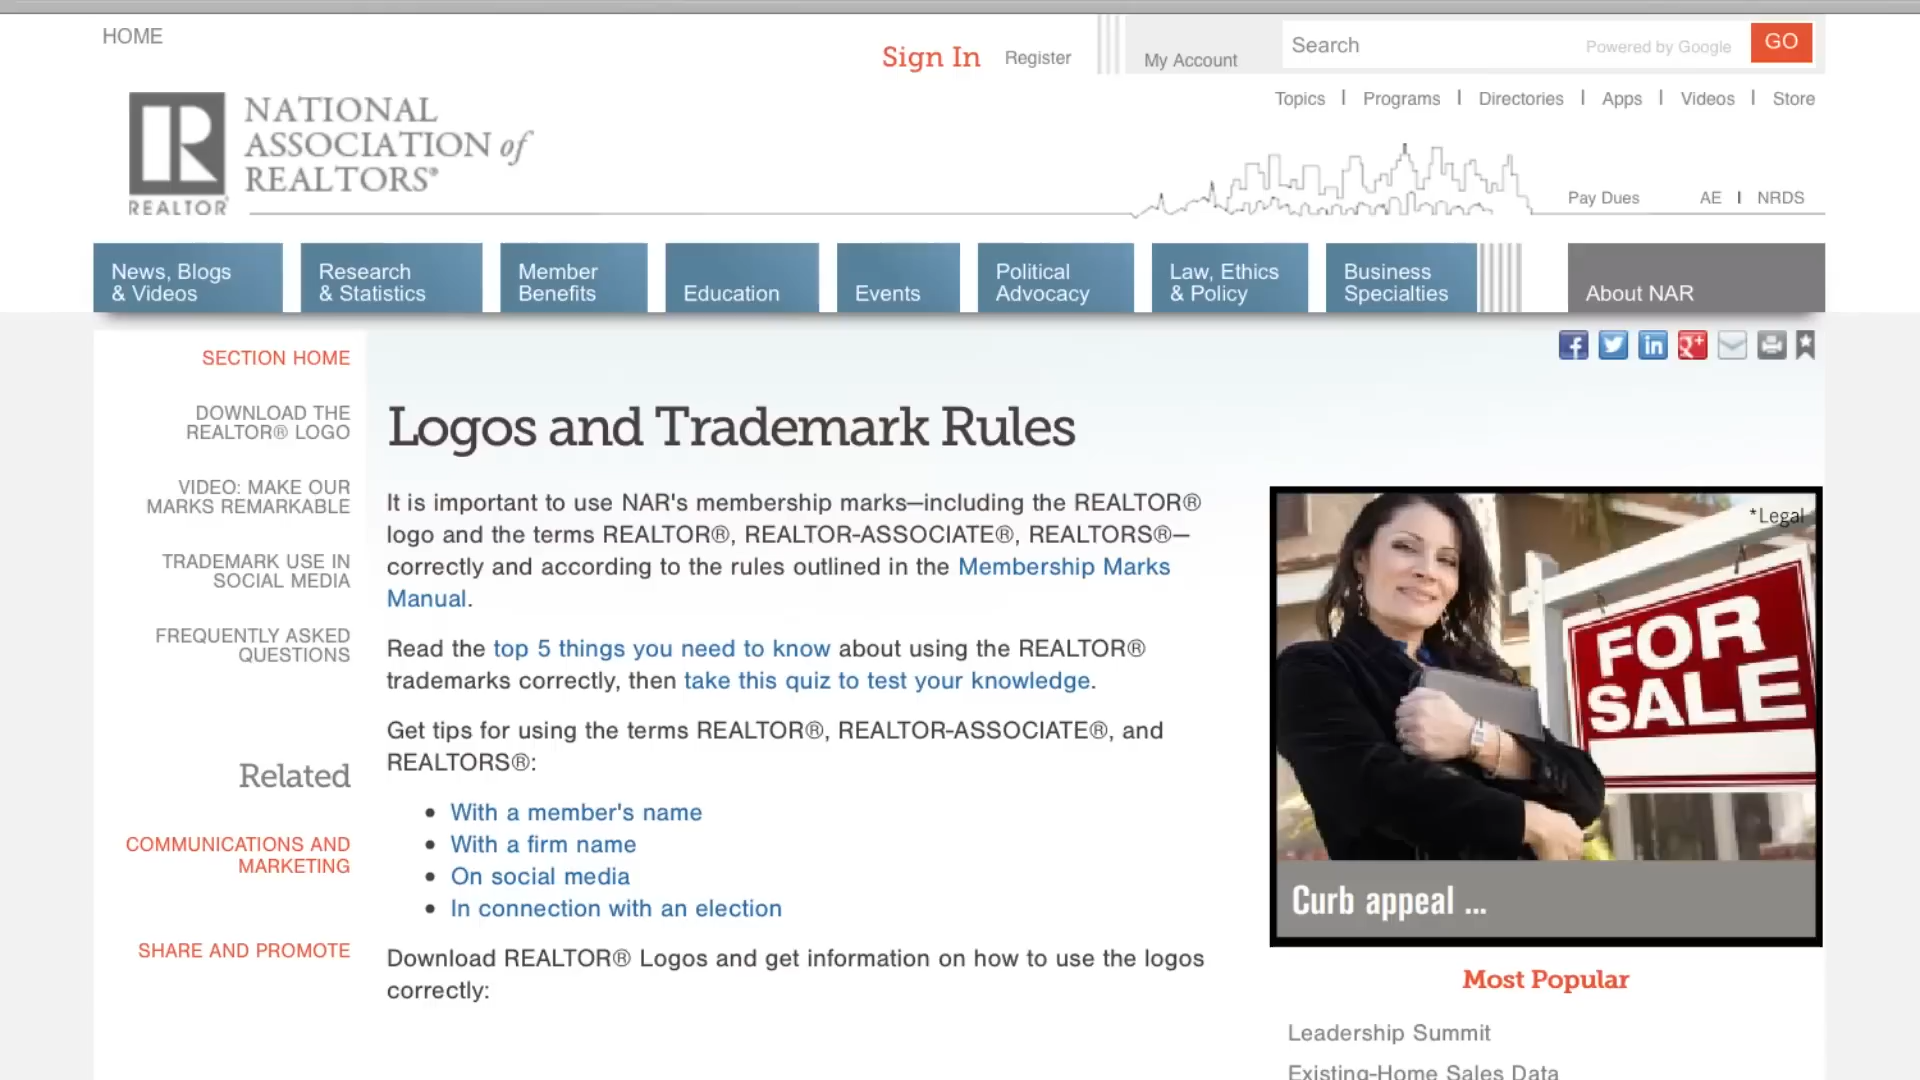 HOME
Sign In
Register
My Account
Search
Powered by Google
GO
Topics | Programs | Directories | Apps | Videos | Store
NATIONAL
ASSOCIATION of
REALTORS®
REALTOR®
Pay Dues
AE | NRDS
News, Blogs
& Videos
Research
& Statistics
Member
Benefits
Education
Events
Political
Advocacy
Law, Ethics
& Policy
Business
Specialties
About NAR
SECTION HOME
DOWNLOAD THE
REALTOR® LOGO
VIDEO: MAKE OUR
MARKS REMARKABLE
TRADEMARK USE IN
SOCIAL MEDIA
FREQUENTLY ASKED
QUESTIONS
Related
COMMUNICATIONS AND
MARKETING
SHARE AND PROMOTE
Logos and Trademark Rules
It is important to use NAR's membership marks—including the REALTOR®
logo and the terms REALTOR®, REALTOR-ASSOCIATE®, REALTORS®—
correctly and according to the rules outlined in the Membership Marks
Manual.
Read the top 5 things you need to know about using the REALTOR®
trademarks correctly, then take this quiz to test your knowledge.
Get tips for using the terms REALTOR®, REALTOR-ASSOCIATE®, and
REALTORS®:
• With a member's name
• With a firm name
• On social media
• In connection with an election
Download REALTOR® Logos and get information on how to use the logos
correctly:
*Legal
FOR
SALE
Curb appeal ...
Most Popular
Leadership Summit
Existing-Home Sales Data